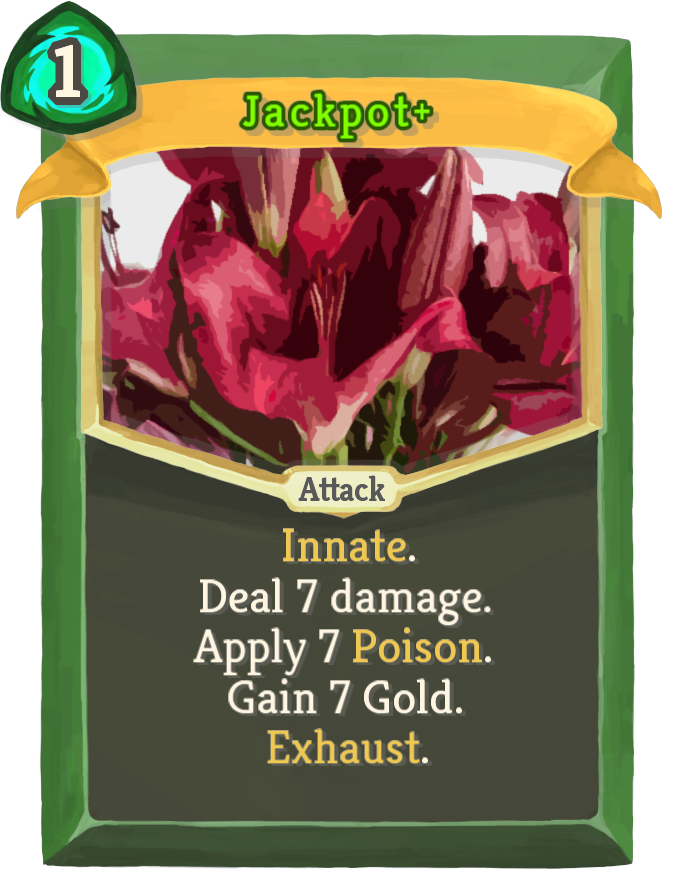 1
Jackpot+
Attack
Innate.
Deal 7 damage.
Apply 7 Poison.
Gain 7 Gold.
Exhaust.